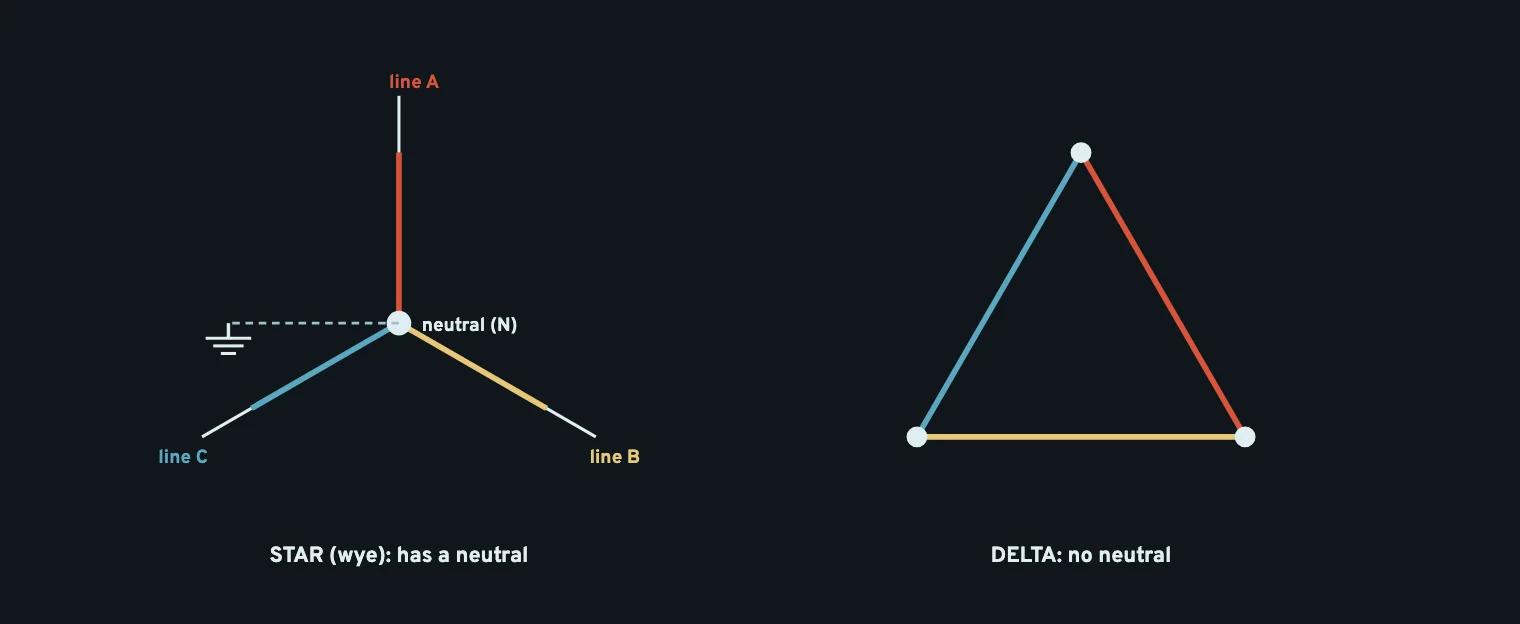 line A
neutral (N)
line C
line B
STAR (wye): has a neutral
DELTA: no neutral